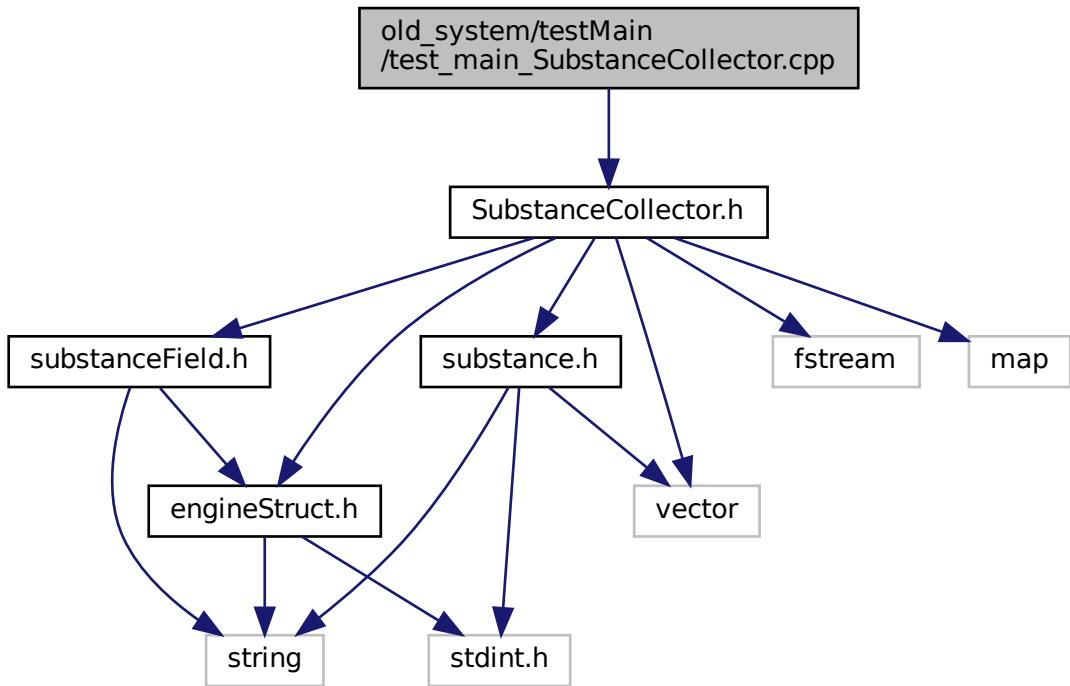 old_system/testMain
/test_main_SubstanceCollector.cpp
SubstanceCollector.h
substanceField.h
substance.h
fstream
map
engineStruct.h
vector
string
stdint.h